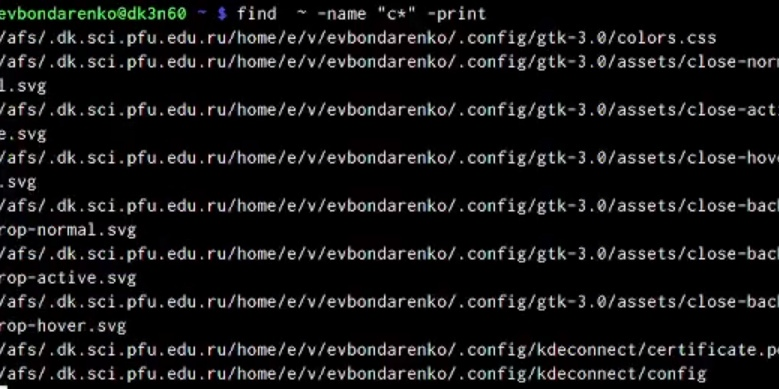 evbondarenko@dk3n60 ~ $ find  ~ -name "c*" -print
/afs/.dk.sci.pfu.edu.ru/home/e/v/evbondarenko/.config/gtk-3.0/colors.css
/afs/.dk.sci.pfu.edu.ru/home/e/v/evbondarenko/.config/gtk-3.0/assets/close-nor
l.svg
/afs/.dk.sci.pfu.edu.ru/home/e/v/evbondarenko/.config/gtk-3.0/assets/close-act
e.svg
/afs/.dk.sci.pfu.edu.ru/home/e/v/evbondarenko/.config/gtk-3.0/assets/close-hov
.svg
/afs/.dk.sci.pfu.edu.ru/home/e/v/evbondarenko/.config/gtk-3.0/assets/close-bac
rop-normal.svg
/afs/.dk.sci.pfu.edu.ru/home/e/v/evbondarenko/.config/gtk-3.0/assets/close-bac
rop-active.svg
/afs/.dk.sci.pfu.edu.ru/home/e/v/evbondarenko/.config/gtk-3.0/assets/close-bac
rop-hover.svg
/afs/.dk.sci.pfu.edu.ru/home/e/v/evbondarenko/.config/kdeconnect/certificate.p
/afs/.dk.sci.pfu.edu.ru/home/e/v/evbondarenko/.config/kdeconnect/config